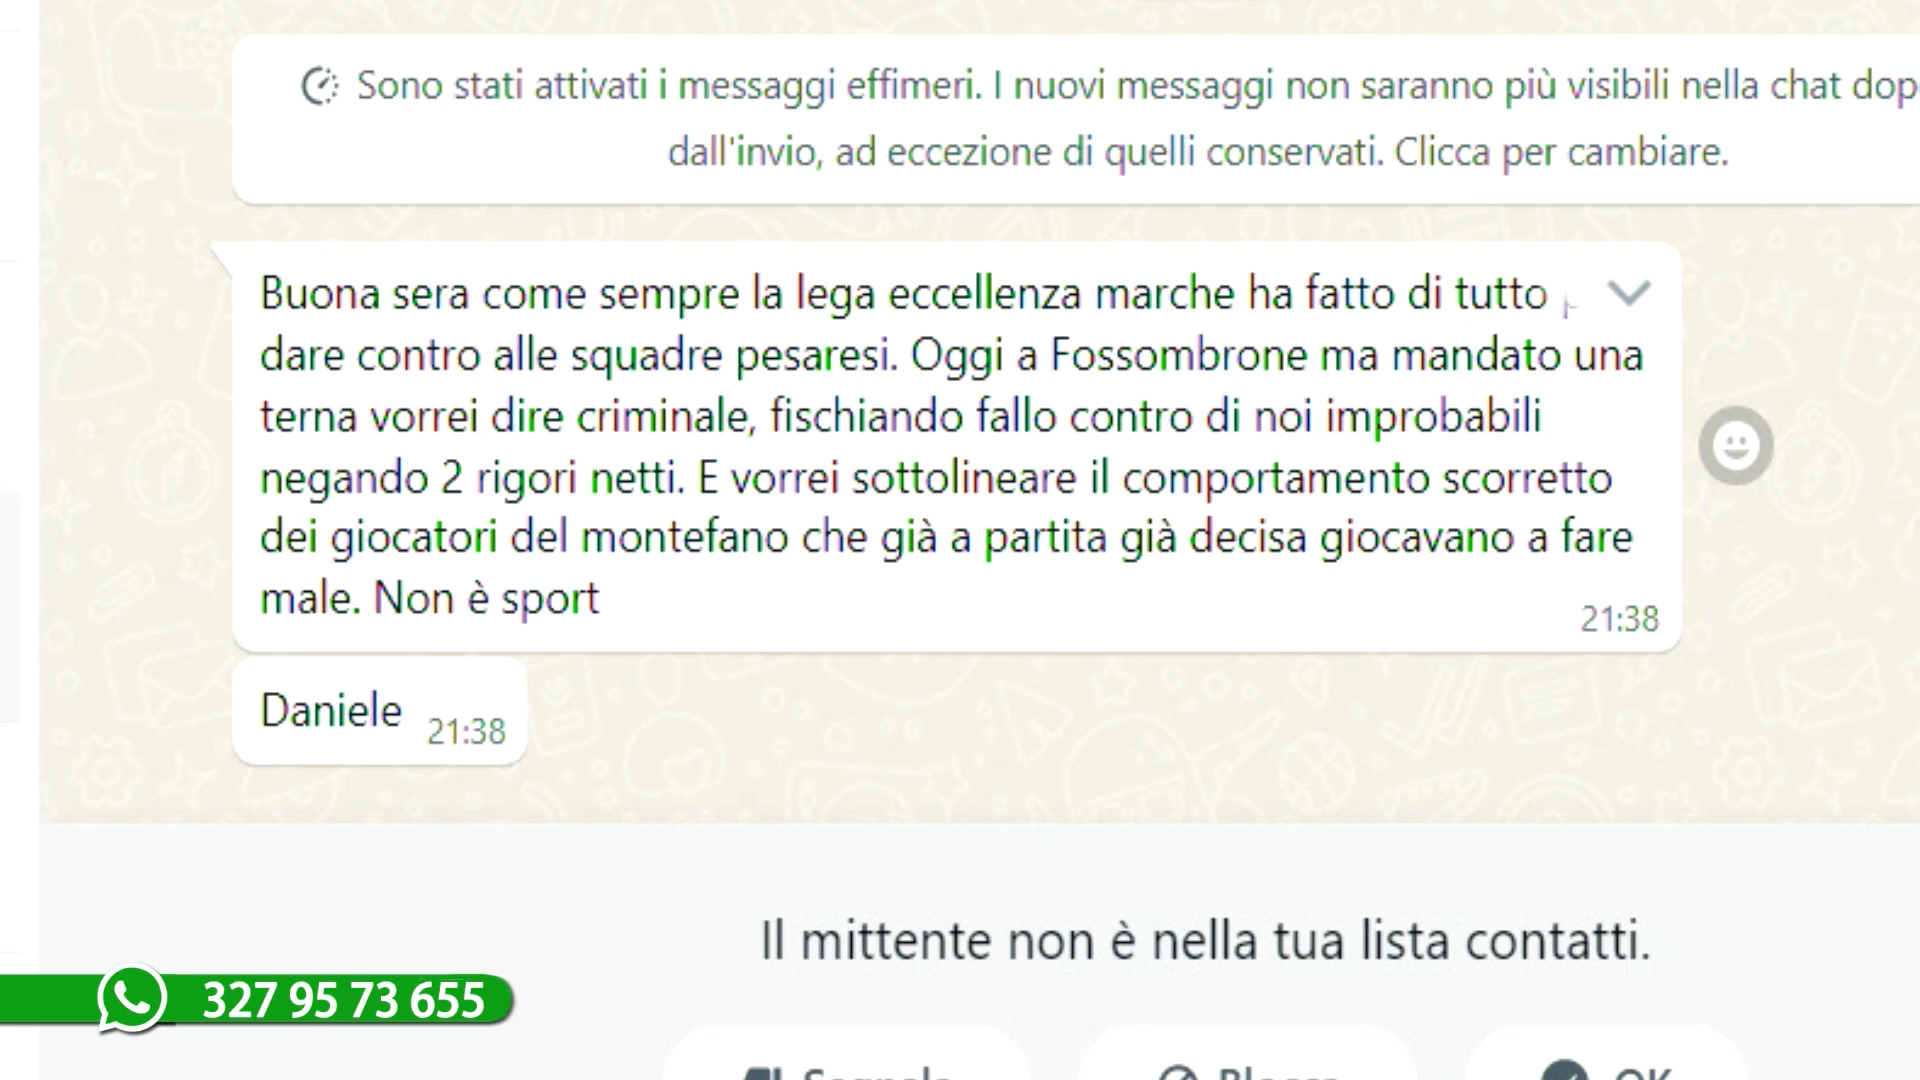 Sono stati attivati i messaggi effimeri. I nuovi messaggi non saranno più visibili nella chat
dall'invio, ad eccezione di quelli conservati. Clicca per cambiare.
Buona sera come sempre la lega eccellenza marche ha fatto di tutto
dare contro alle squadre pesaresi. Oggi a Fossombrone ma mandato una
terna vorrei dire criminale, fischiando fallo contro di noi improbabili
negando 2 rigori netti. E vorrei sottolineare il comportamento scorretto
dei giocatori del montefano che già a partita già decisa giocavano a fare
male. Non è sport
21:38
Daniele 21:38
Il mittente non è nella tua lista contatti.
327 95 73 655
OK